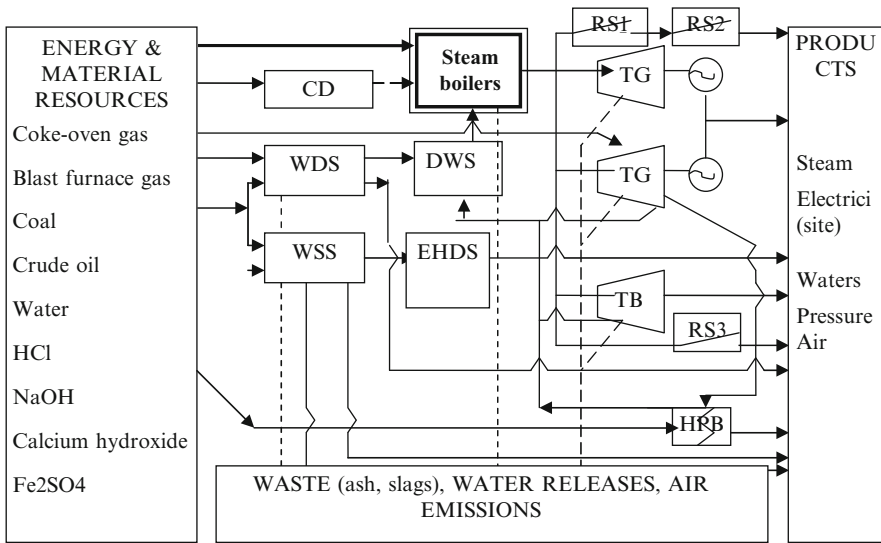 ENERGY &
MATERIAL
RESOURCES
Coke-oven gas
Blast furnace gas
Coal
Crude oil
Water
HCl
NaOH
Calcium hydroxide
Fe2SO4
CD
WDS
WSS
Steam
boilers
DWS
EHDS
RS1
RS2
TG
TG
TB
RS3
HPB
WASTE (ash, slags), WATER RELEASES, AIR
EMISSIONS
PRODU
CTS
Steam
Electrici
(site)
Waters
Pressure
Air